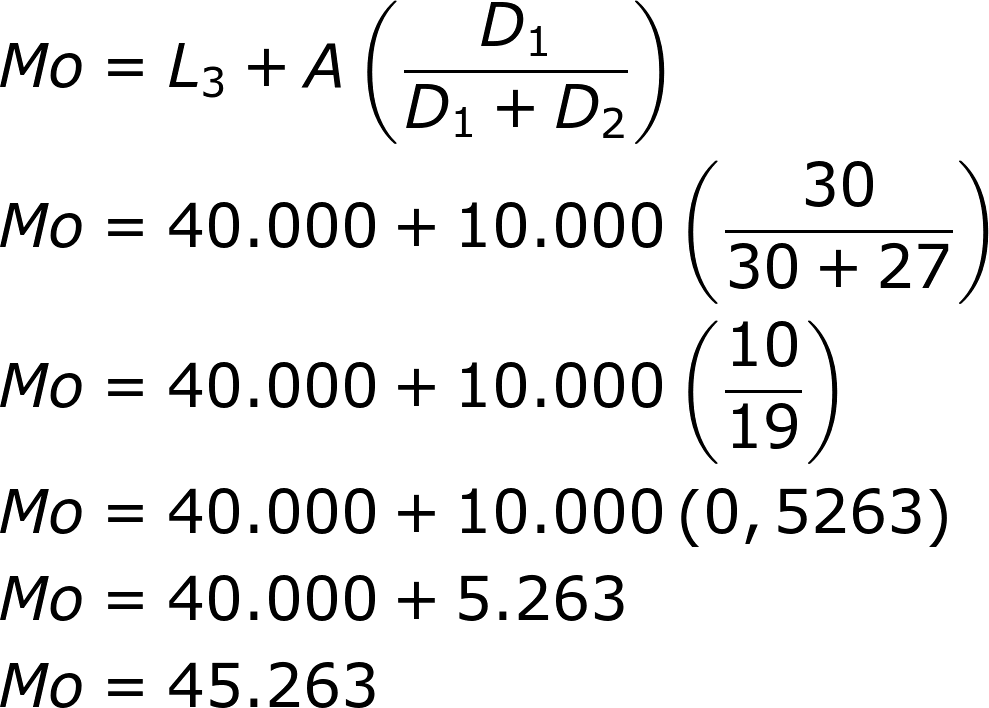 Mo = L₃ + A (D₁ / (D₁ + D₂))
Mo = 40.000 + 10.000 (30 / (30 + 27))
Mo = 40.000 + 10.000 (10 / 19)
Mo = 40.000 + 10.000 (0,5263)
Mo = 40.000 + 5.263
Mo = 45.263